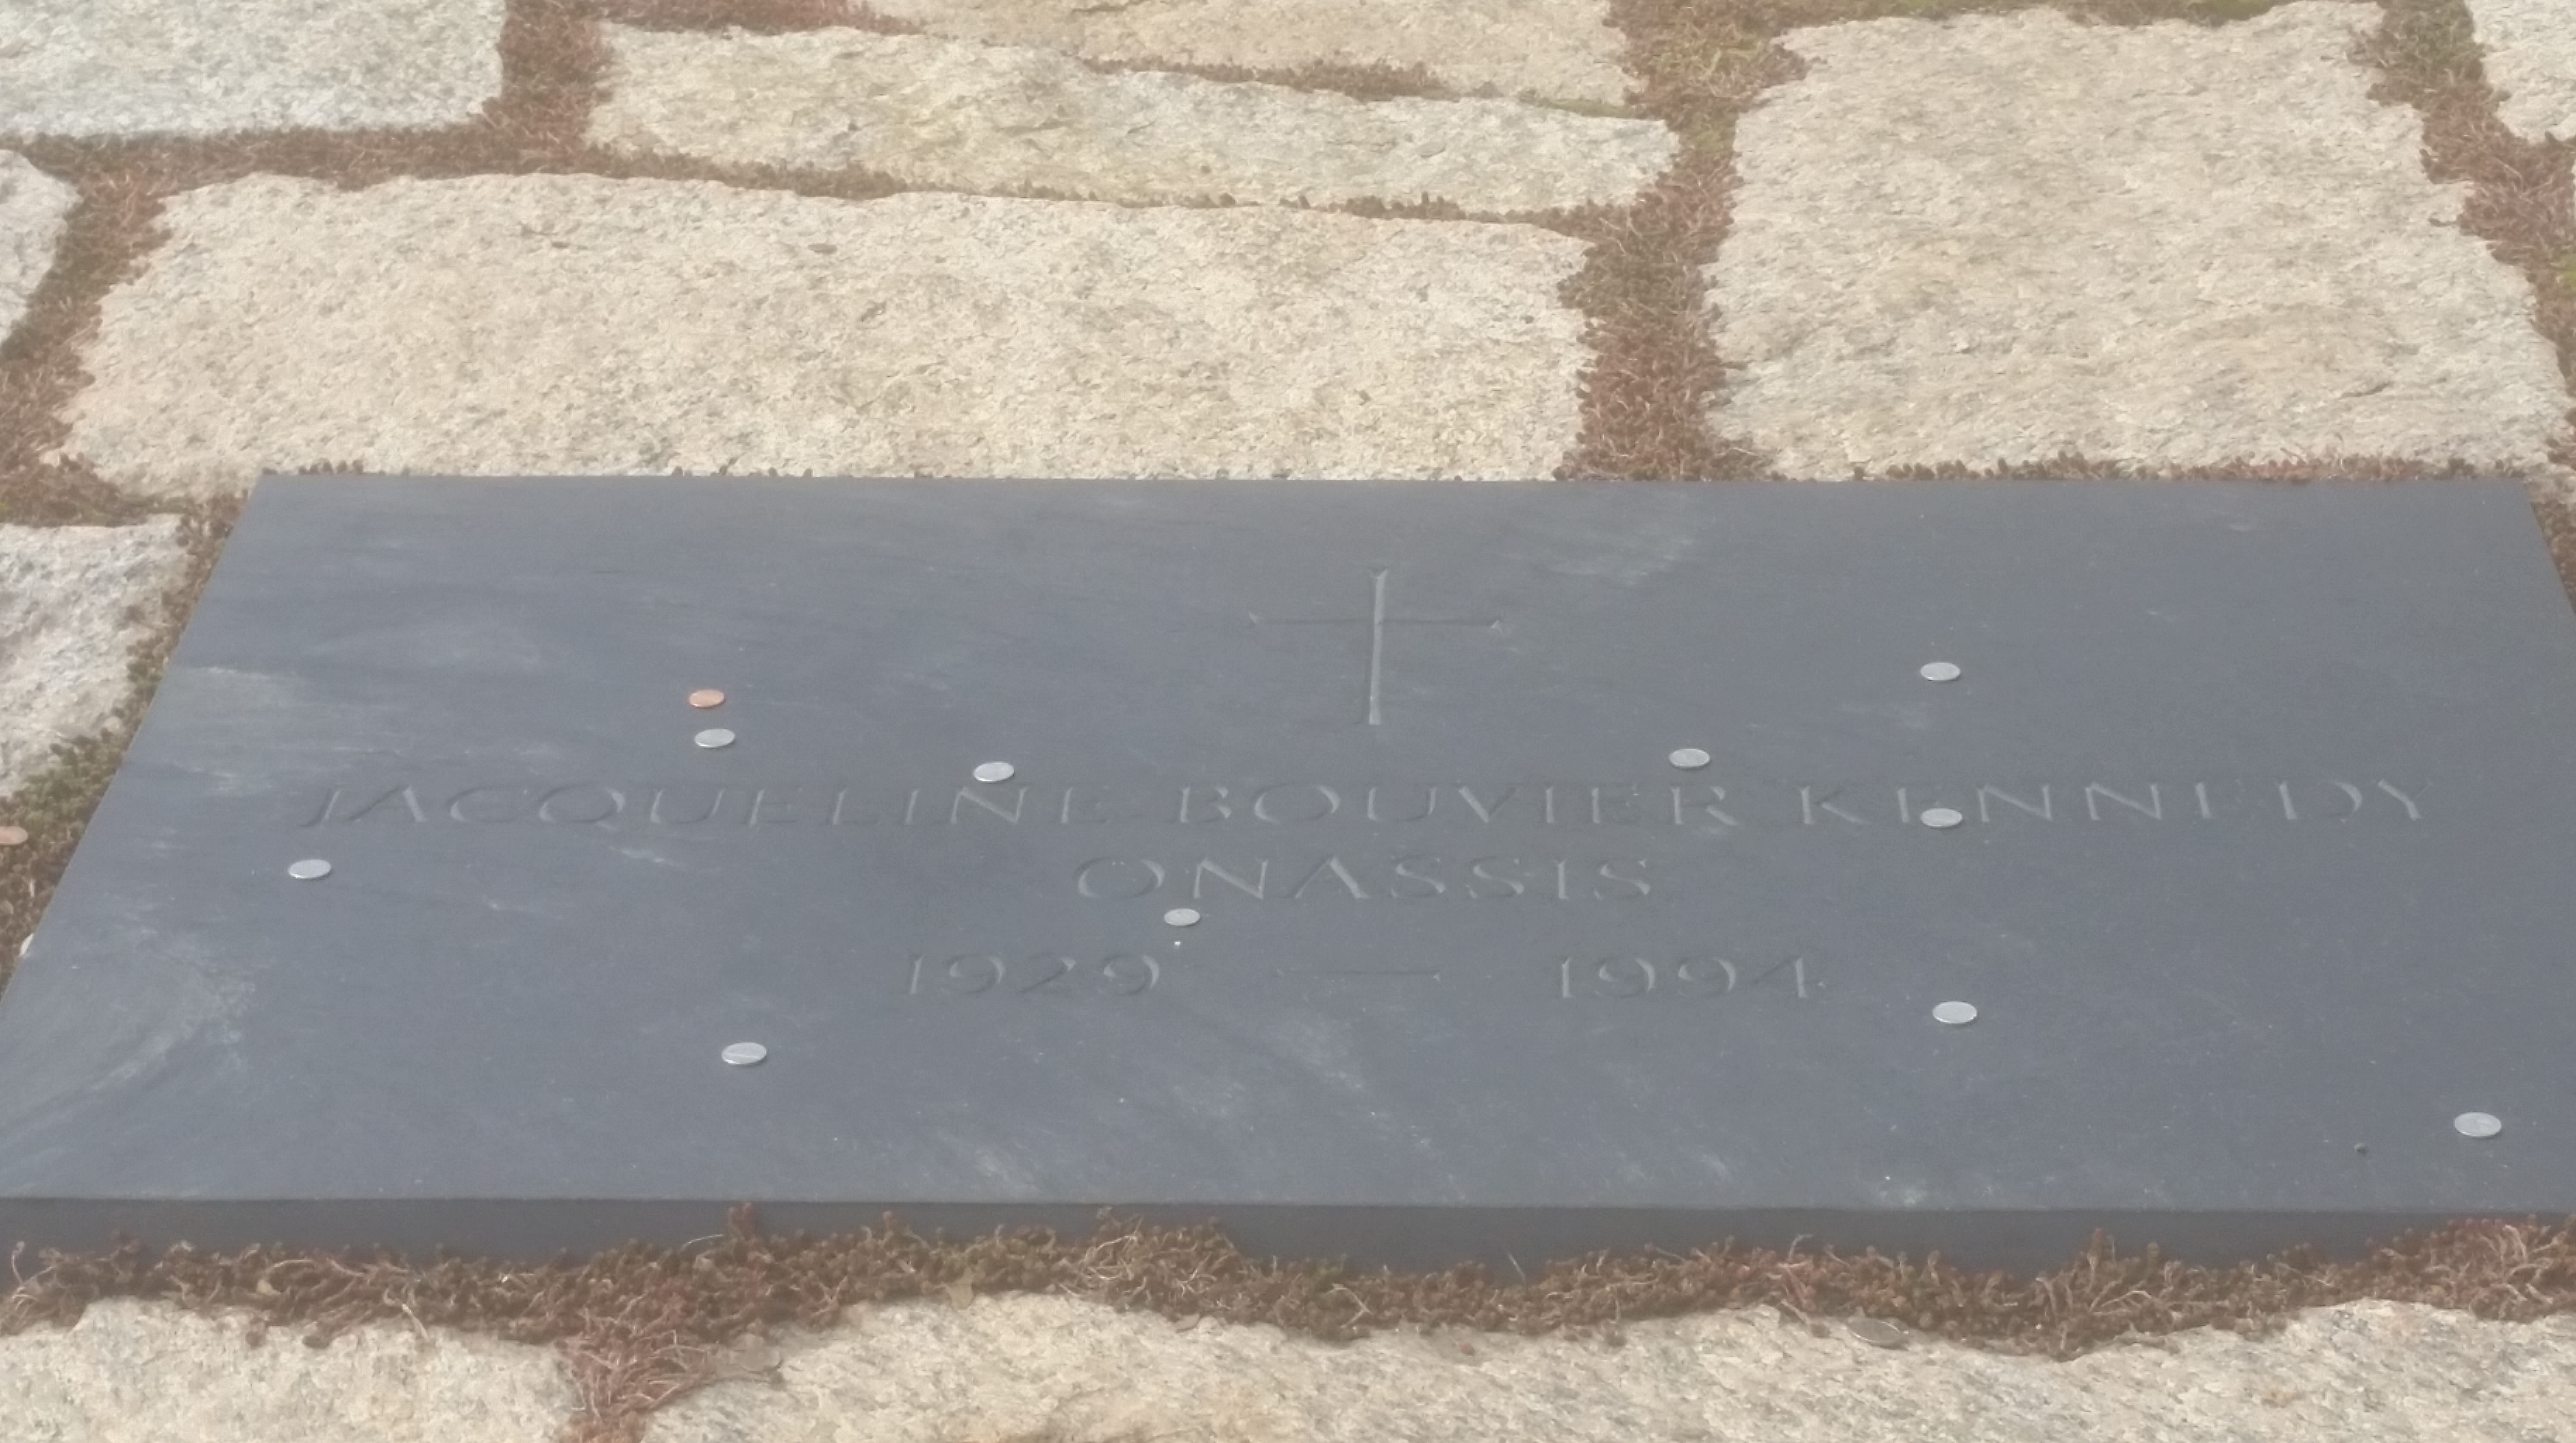 JACQUELINE BOUVIER KENNEDY
ONASSIS
1929 — 1994